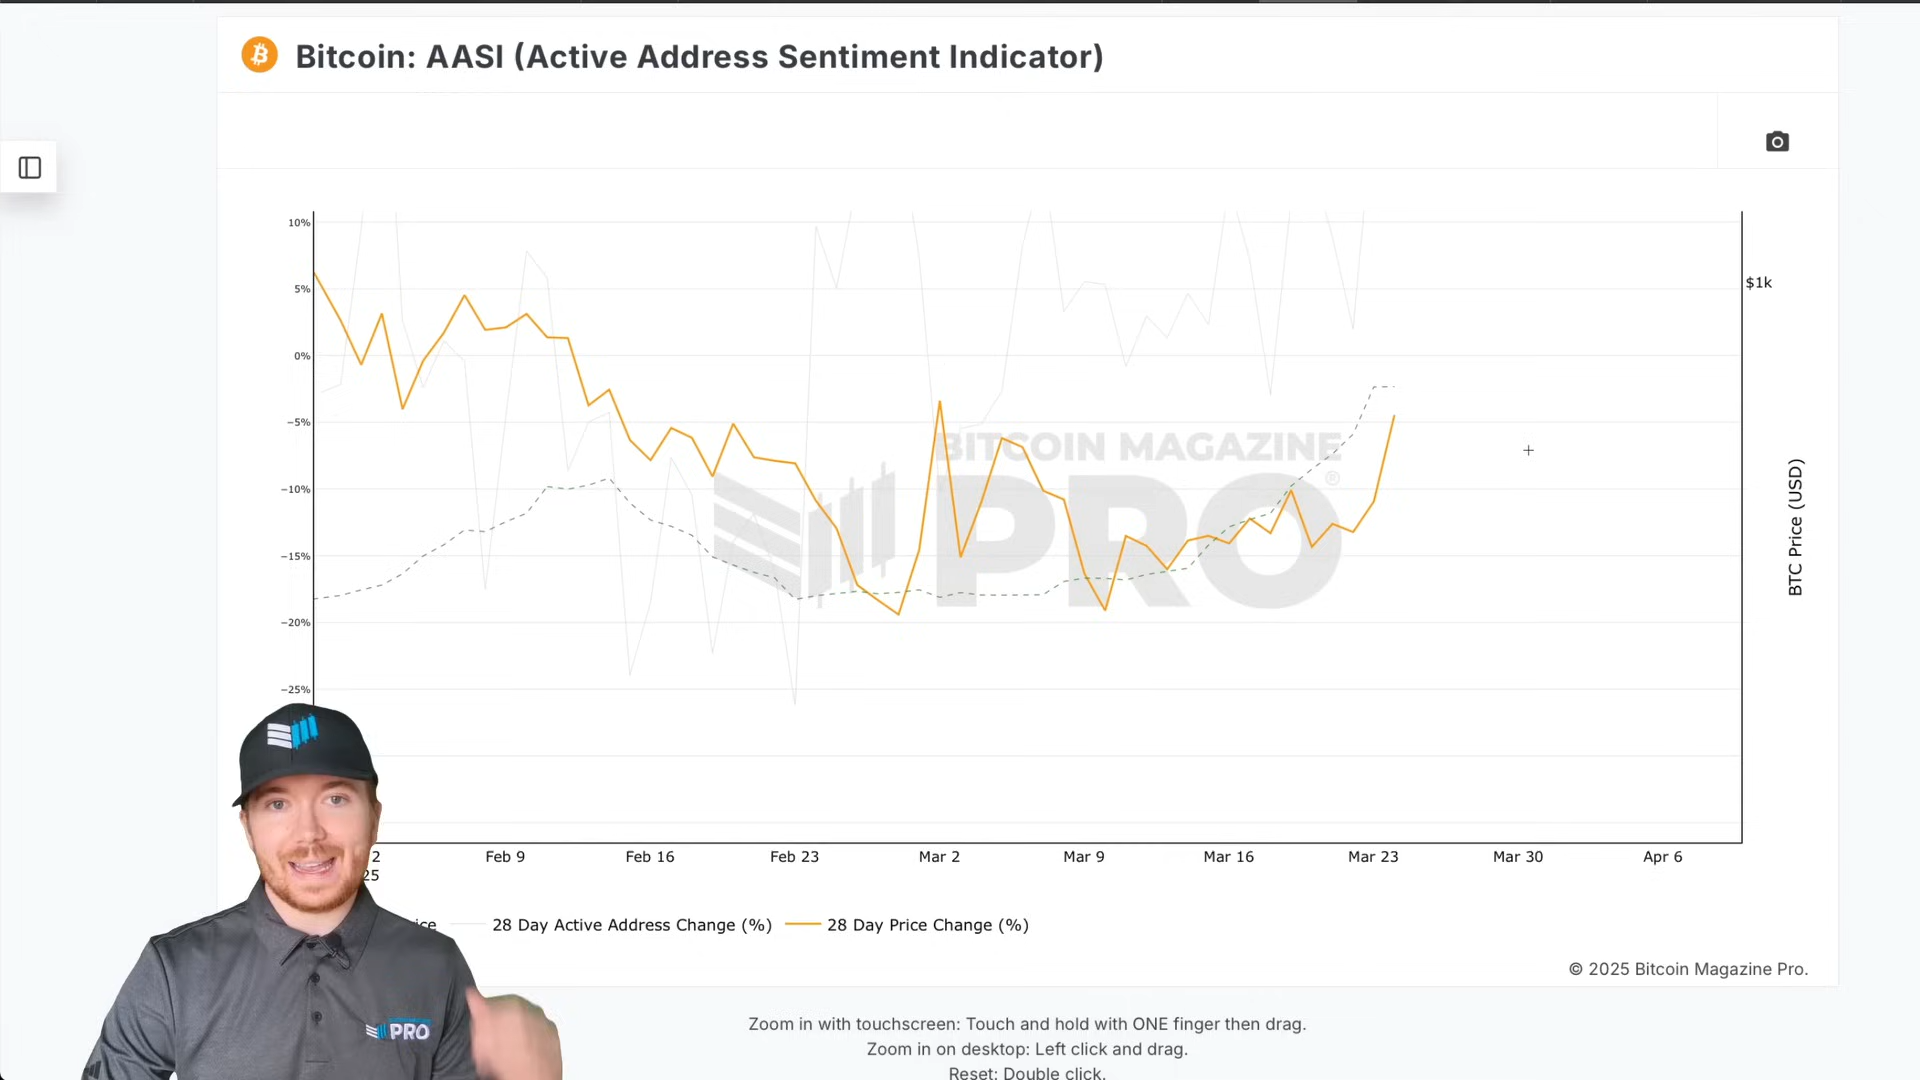 Bitcoin: AASI (Active Address Sentiment Indicator)
10%
5%
0%
−5%
−10%
−15%
−20%
−25%
$1k
BTC Price (USD)
BITCOIN MAGAZINE
PRO®
2 Feb 9 Feb 16 Feb 23 Mar 2 Mar 9 Mar 16 Mar 23 Mar 30 Apr 6
25
28 Day Active Address Change (%) 28 Day Price Change (%)
© 2025 Bitcoin Magazine Pro.
PRO
Zoom in with touchscreen: Touch and hold with ONE finger then drag.
Zoom in on desktop: Left click and drag.
Reset: Double click.